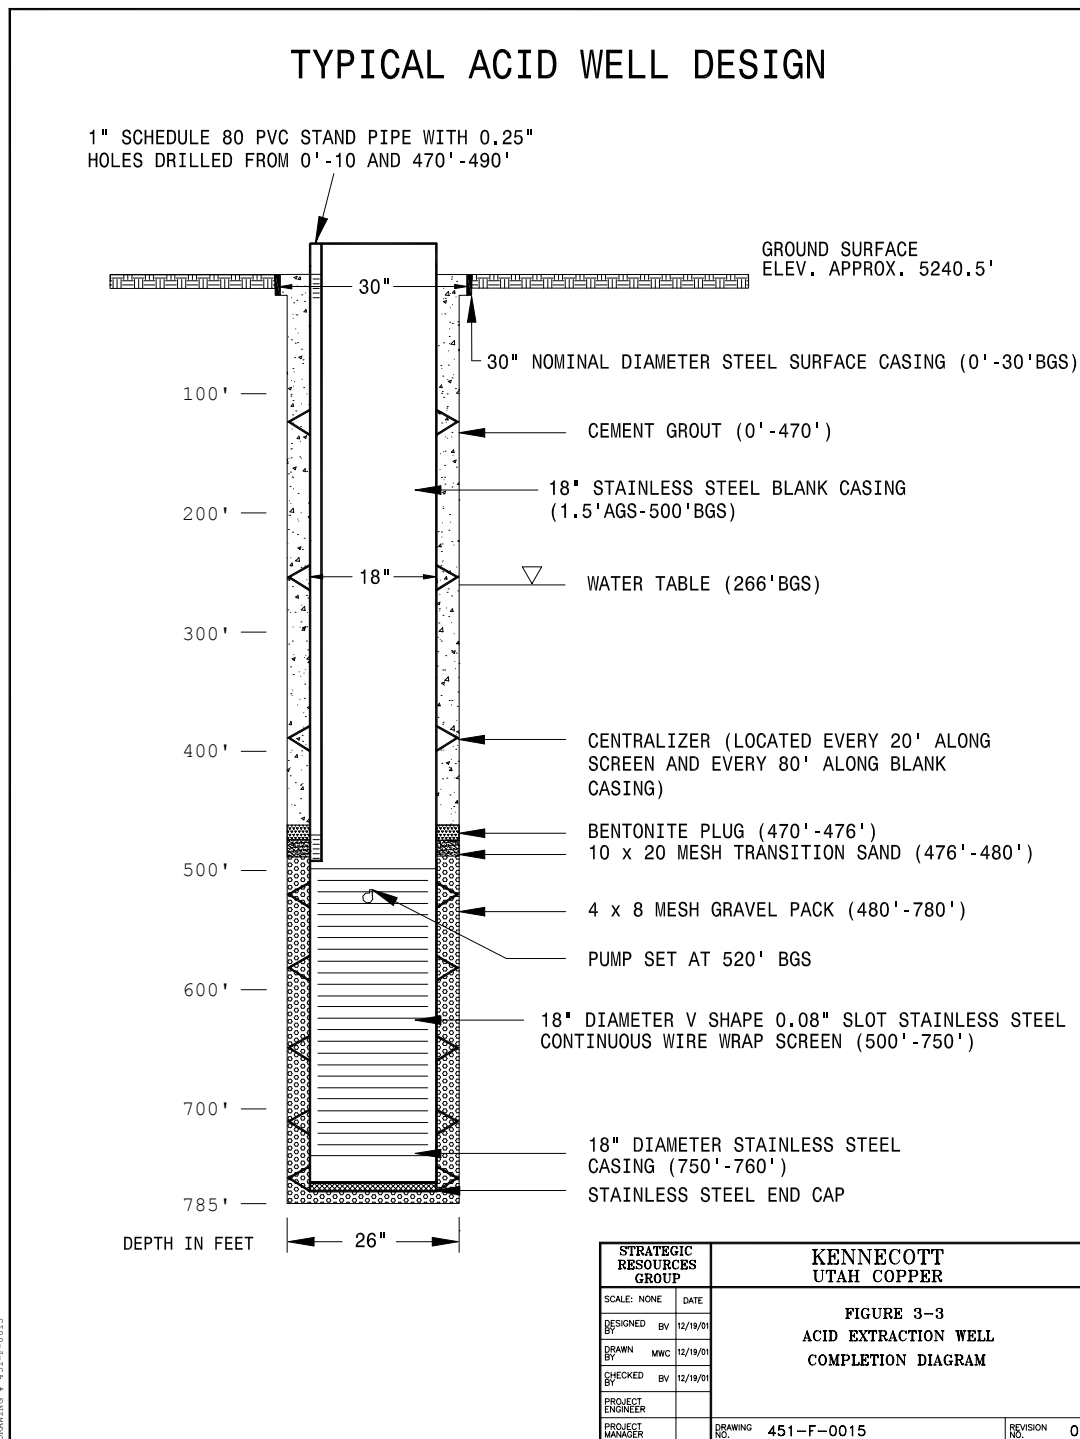 TYPICAL ACID WELL DESIGN
1" SCHEDULE 80 PVC STAND PIPE WITH 0.25"
HOLES DRILLED FROM 0'-10 AND 470'-490'
GROUND SURFACE
ELEV. APPROX. 5240.5'
30"
30" NOMINAL DIAMETER STEEL SURFACE CASING (0'-30'BGS)
100'
CEMENT GROUT (0'-470')
18" STAINLESS STEEL BLANK CASING
(1.5'AGS-500'BGS)
200'
18"
WATER TABLE (266'BGS)
300'
400'
CENTRALIZER (LOCATED EVERY 20' ALONG
SCREEN AND EVERY 80' ALONG BLANK
CASING)
BENTONITE PLUG (470'-476')
10 x 20 MESH TRANSITION SAND (476'-480')
500'
4 x 8 MESH GRAVEL PACK (480'-780')
PUMP SET AT 520' BGS
600'
18" DIAMETER V SHAPE 0.08" SLOT STAINLESS STEEL
CONTINUOUS WIRE WRAP SCREEN (500'-750')
700'
18" DIAMETER STAINLESS STEEL
CASING (750'-760')
STAINLESS STEEL END CAP
785'
DEPTH IN FEET
26"
STRATEGIC
RESOURCES
GROUP
KENNECOTT
UTAH COPPER
SCALE: NONE DATE
DESIGNED BY BV 12/19/01
DRAWN BY MWC 12/19/01
CHECKED BY BV 12/19/01
PROJECT ENGINEER
PROJECT MANAGER
FIGURE 3-3
ACID EXTRACTION WELL
COMPLETION DIAGRAM
DRAWING NO. 451-F-0015
REVISION NO. 0